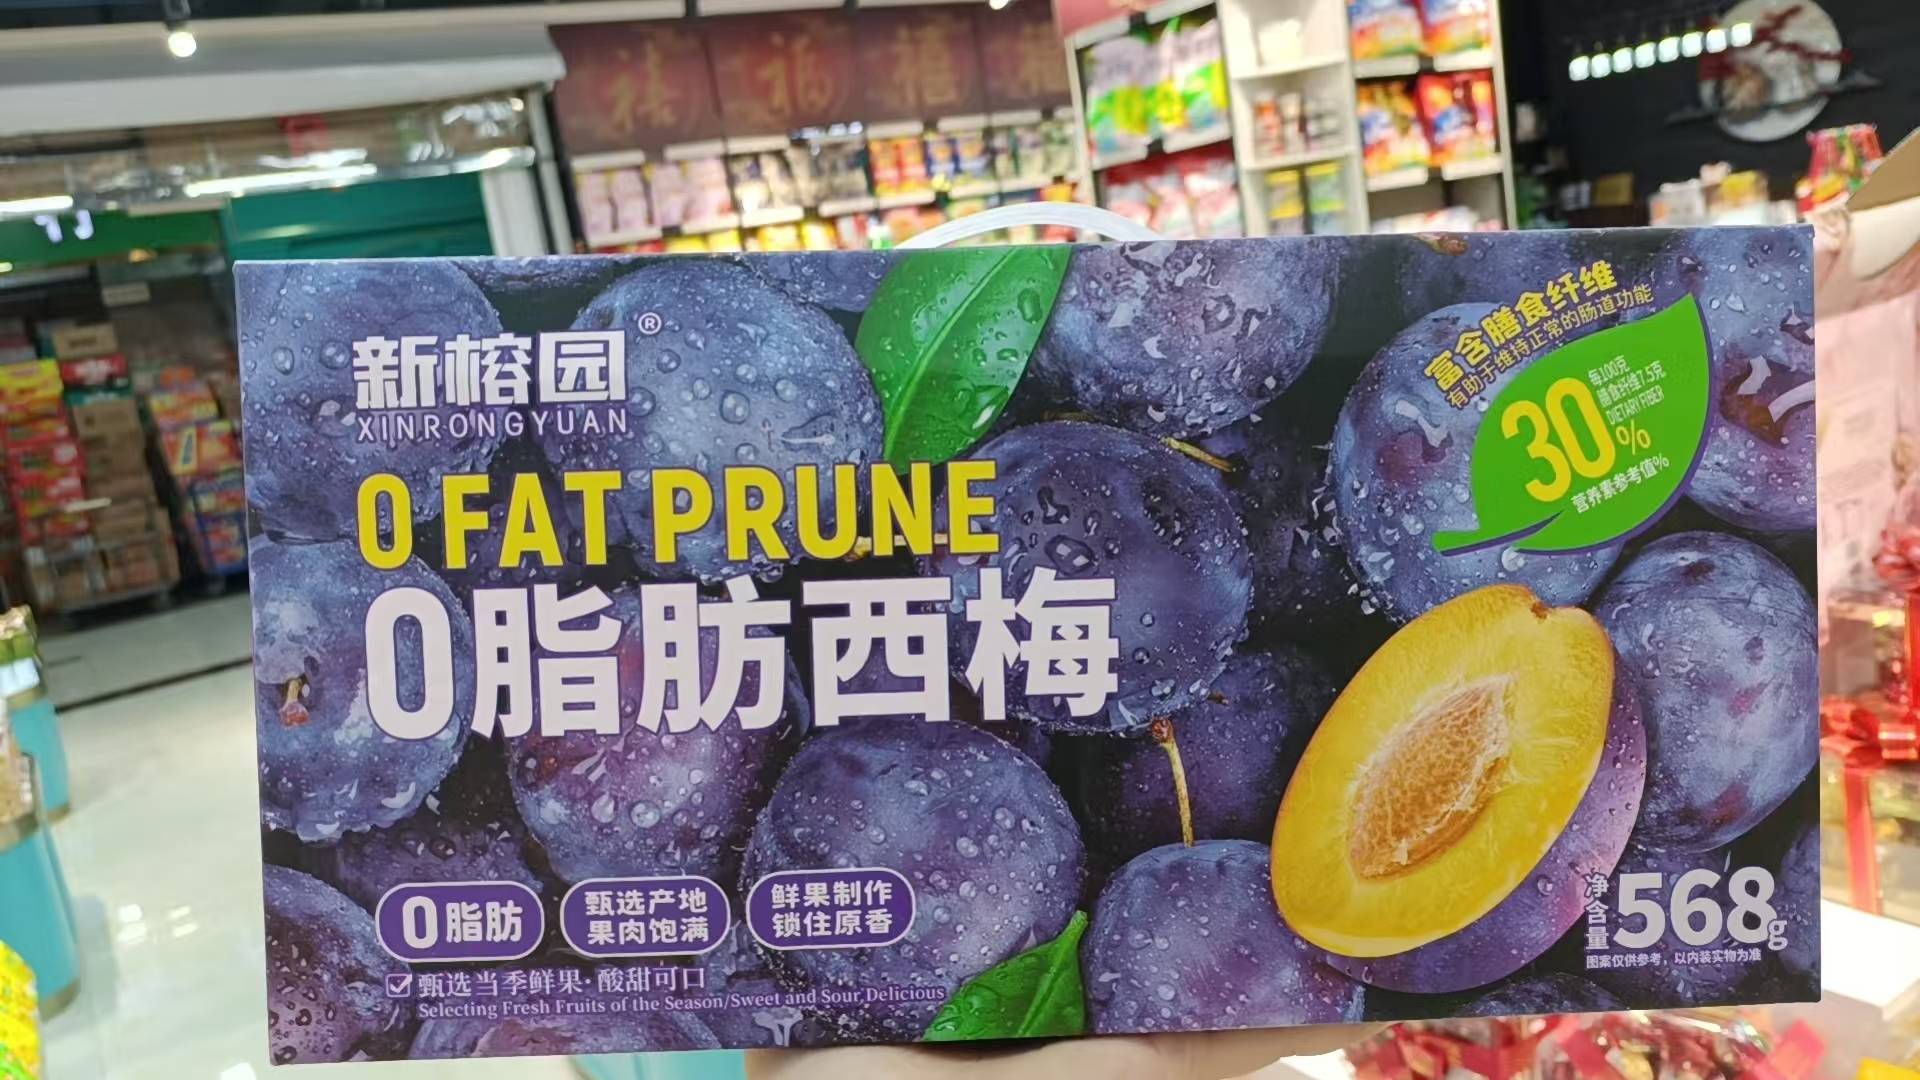 禧 福 禧 福
新榕园®
XINRONGYUAN
0 FAT PRUNE
0脂肪西梅
富含膳食纤维
有助于维持正常的肠道功能
每100克
膳食纤维7.5克
DIETARY FIBER
30%
营养素参考值%
0脂肪
甄选产地
果肉饱满
鲜果制作
锁住原香
甄选当季鲜果·酸甜可口
Selecting Fresh Fruits of the Season/Sweet and Sour,Delicious
净含量568g
图案仅供参考，以内装实物为准